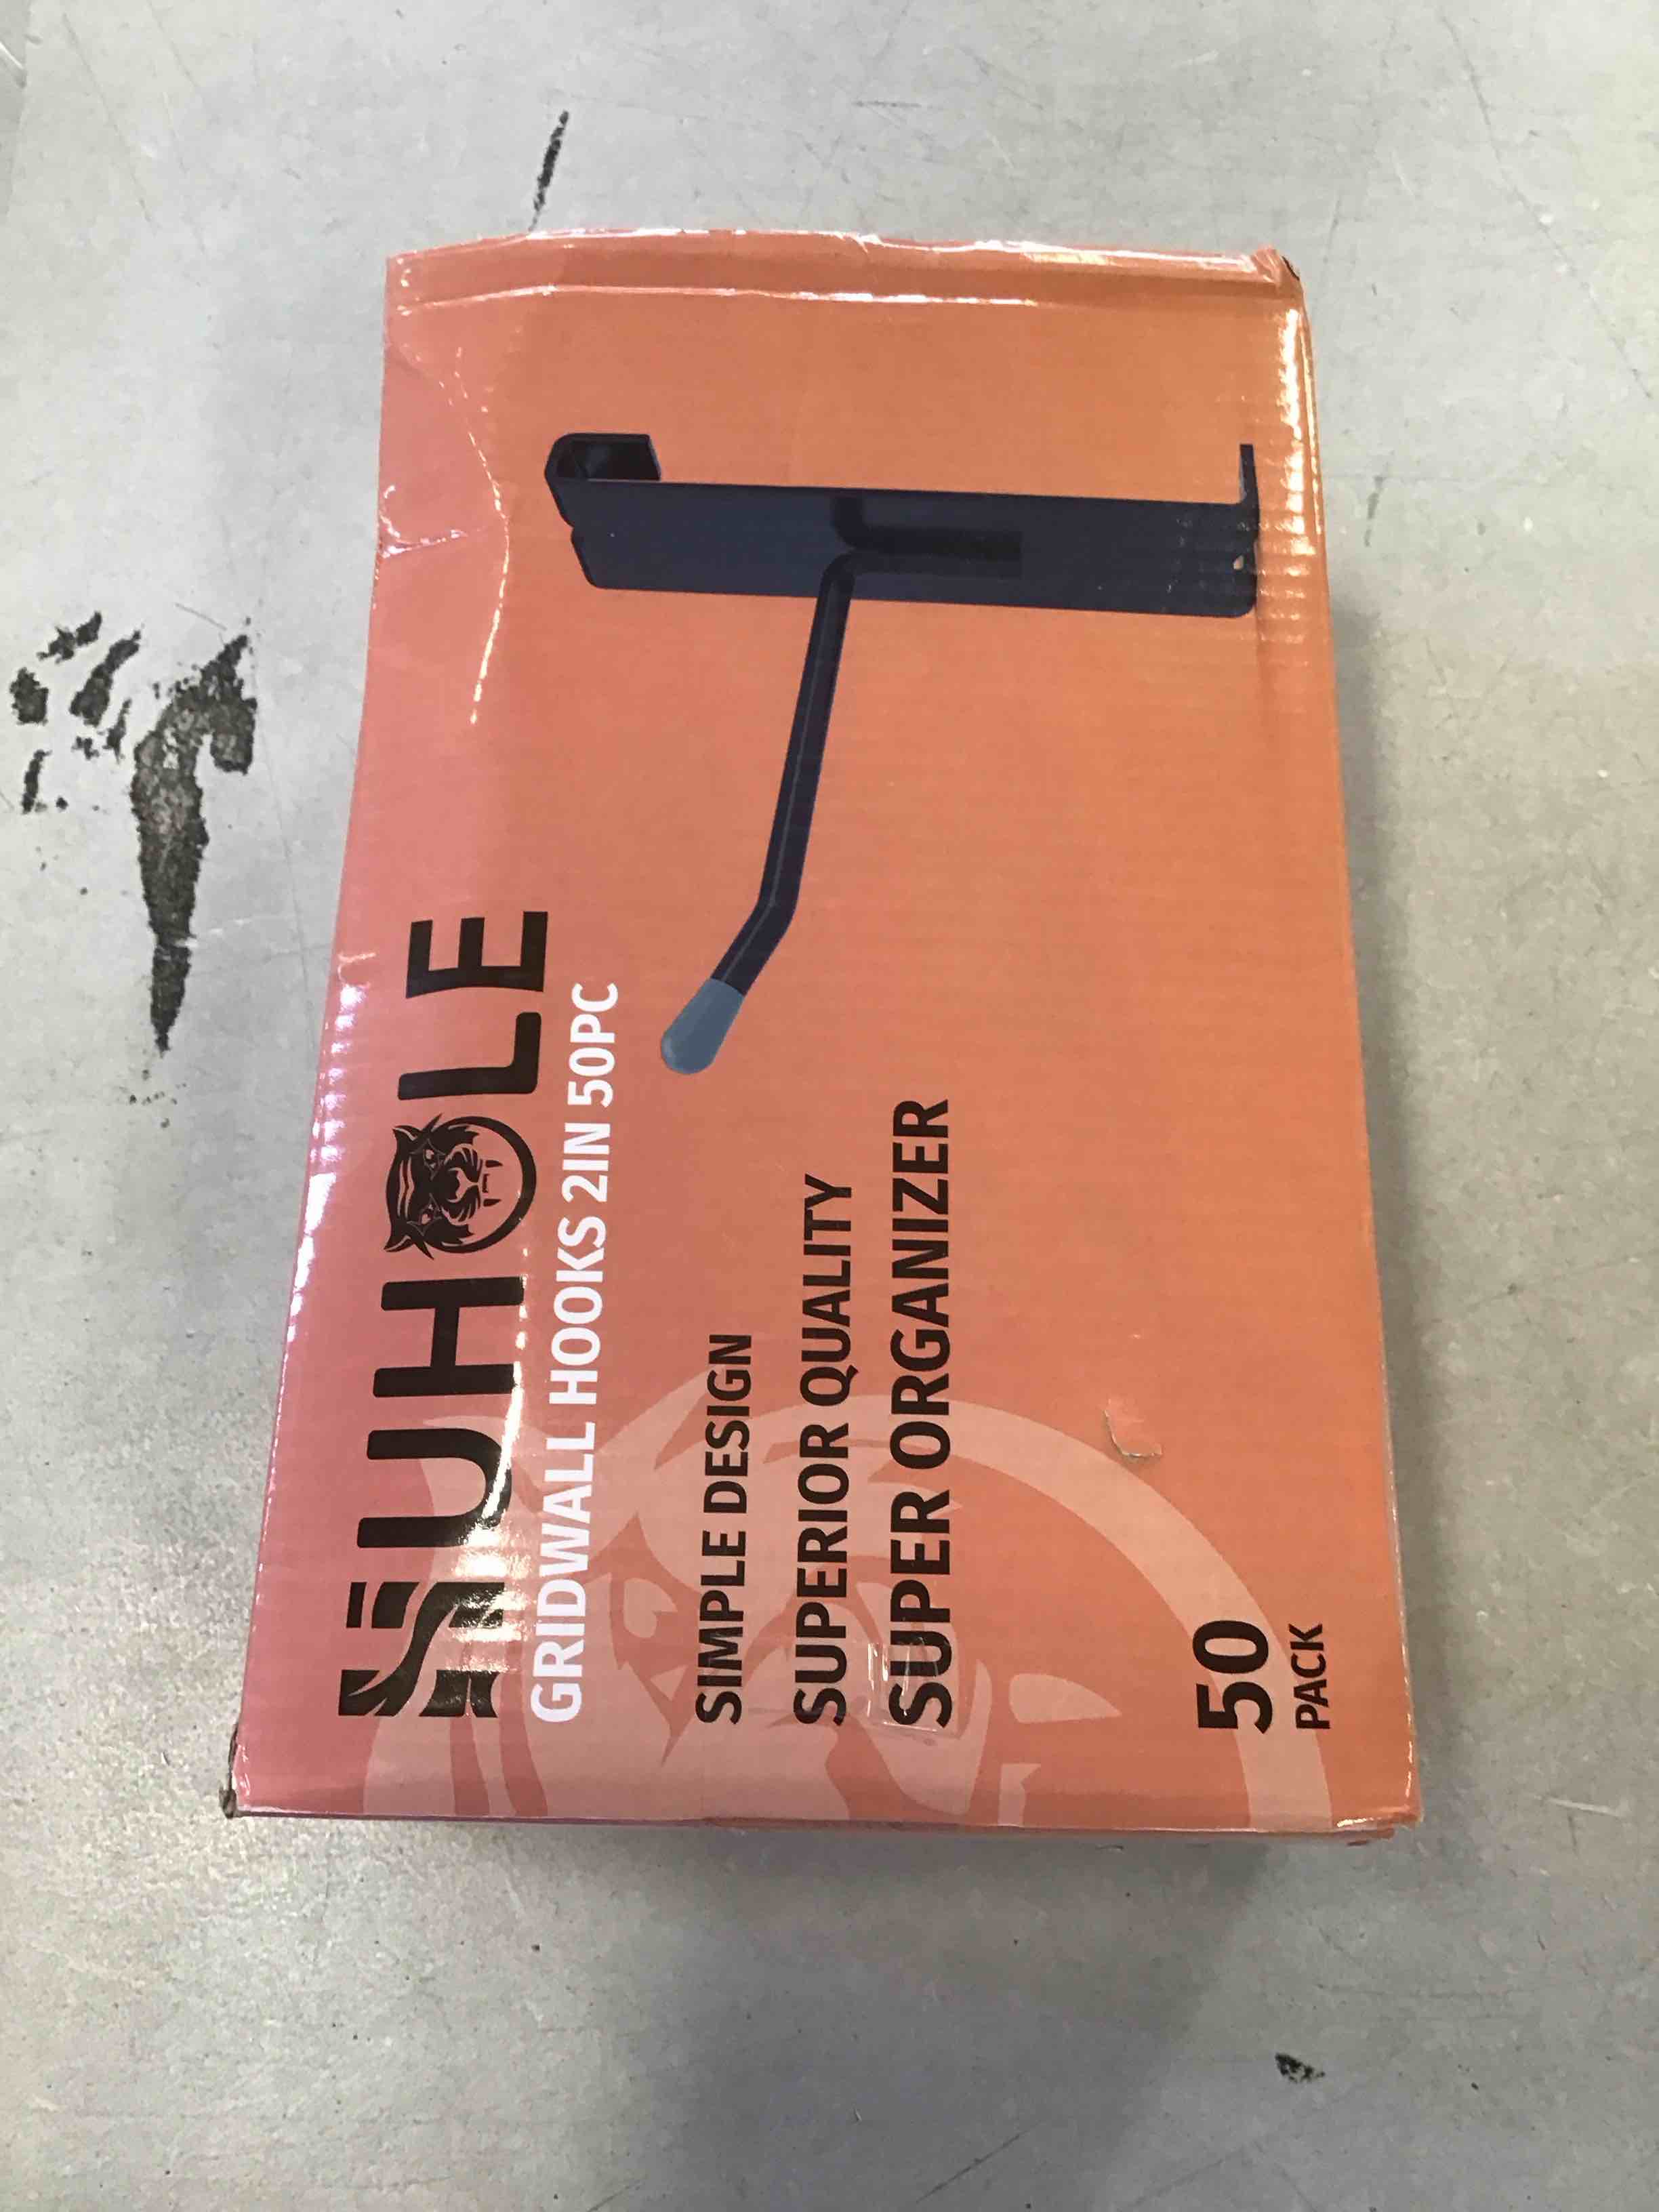 SUHOLE
GRIDWALL HOOKS 2IN 50PC
SIMPLE DESIGN
SUPERIOR QUALITY
SUPER ORGANIZER
50
PACK